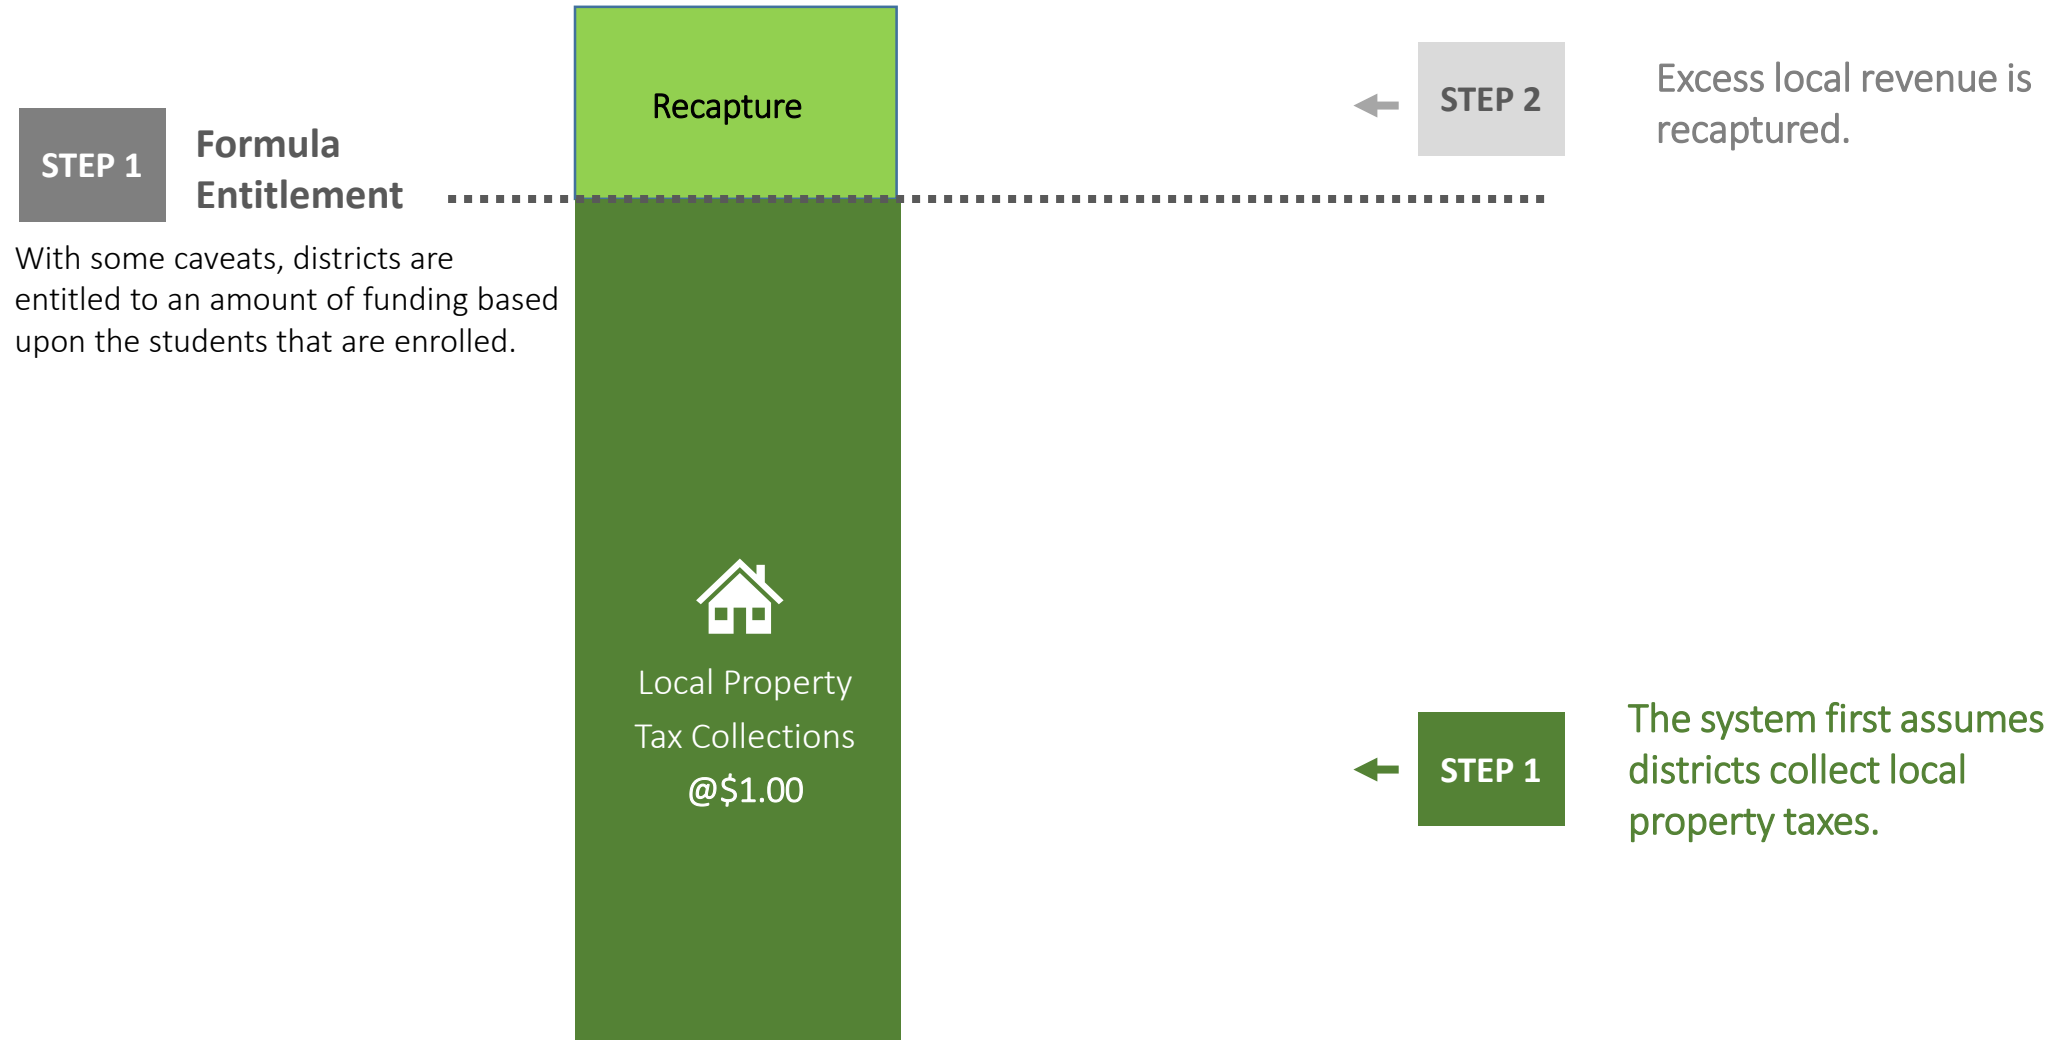 STEP 1
Formula
Entitlement
With some caveats, districts are
entitled to an amount of funding based
upon the students that are enrolled.
Recapture
Local Property
Tax Collections
@$1.00
STEP 2
Excess local revenue is
recaptured.
STEP 1
The system first assumes
districts collect local
property taxes.